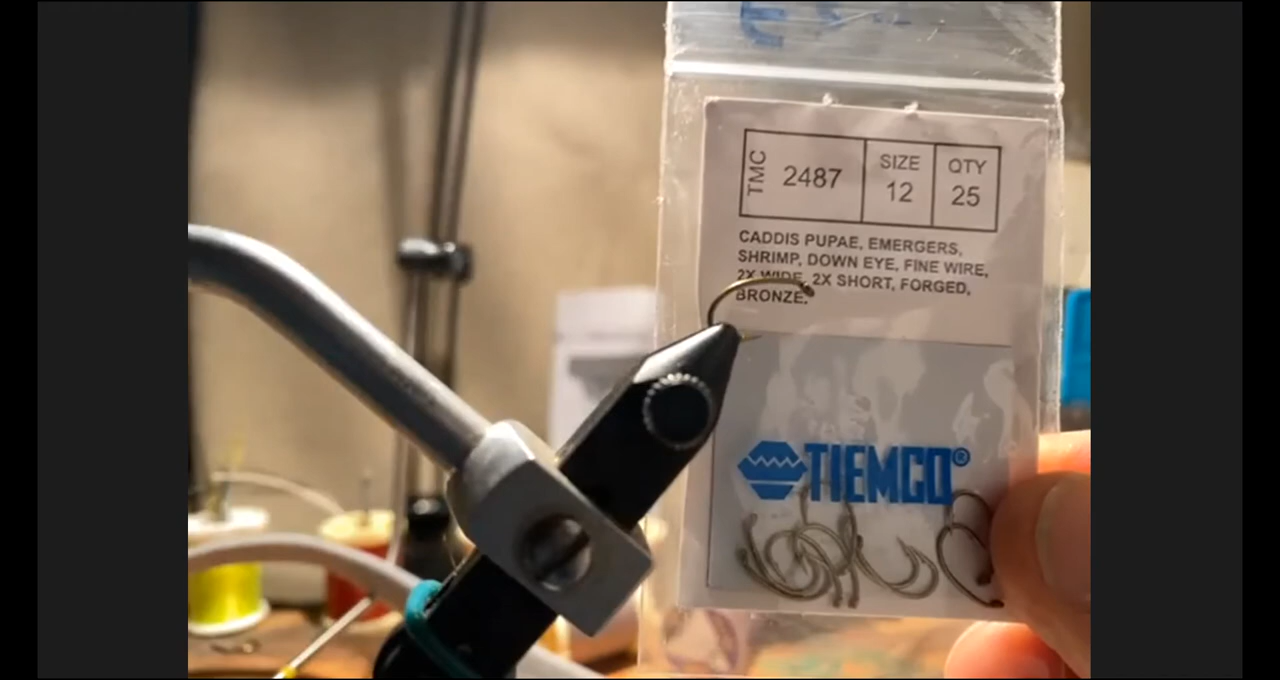 TMC
2487
SIZE
12
QTY
25
CADDIS PUPAE, EMERGERS,
SHRIMP, DOWN EYE, FINE WIRE,
2X WIDE, 2X SHORT, FORGED,
BRONZE.
TIEMCO®